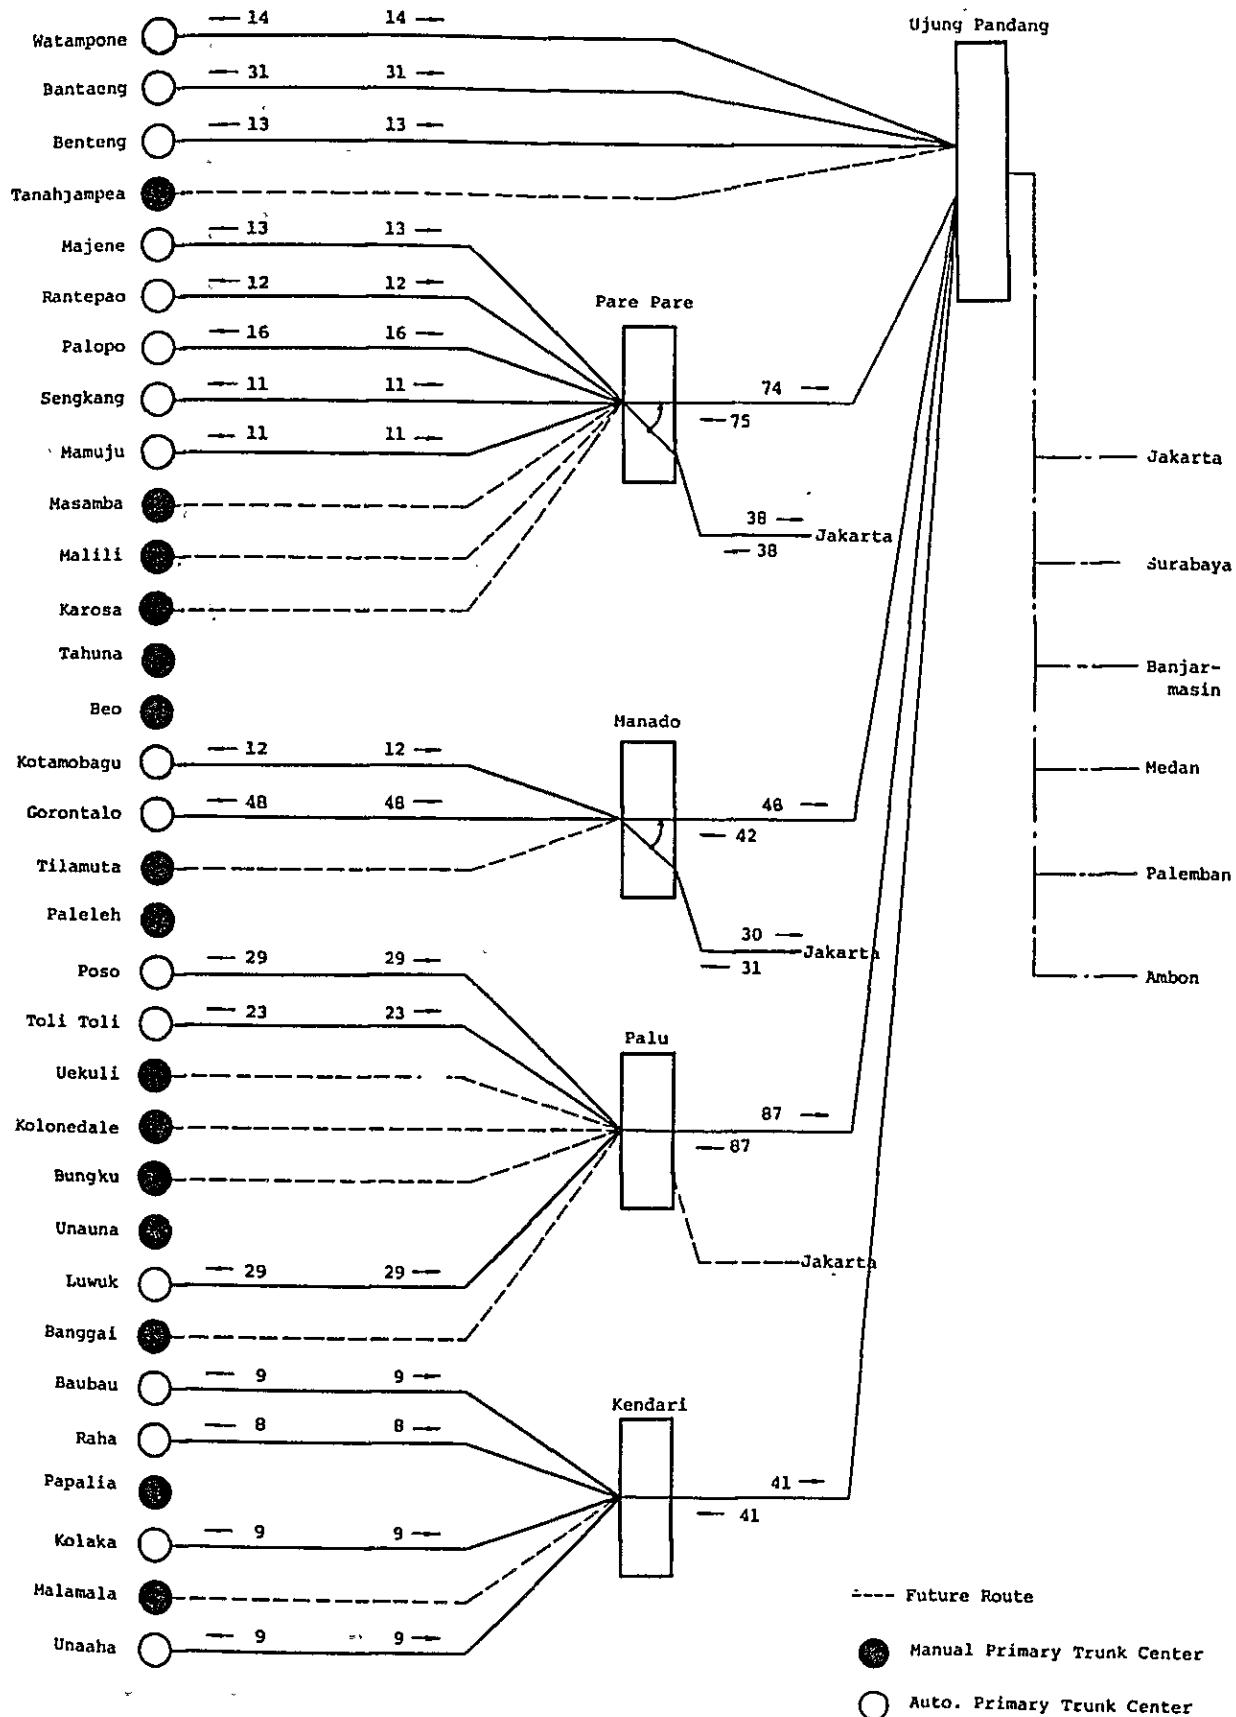 Ujung Pandang
Watampone 14 14
Bantaeng 31 31
Benteng 13 13
Tanahjampea
Majene 13 13
Rantepao 12 12
Pare Pare
Palopo 16 16
Sengkang 11 11 74
75
Mamuju 11 11
Jakarta
Masamba
38 Jakarta
38
Malili
Surabaya
Karosa
Tahuna
Banjar-
masin
Beo
Manado
Kotamobagu 12 12
Medan
Gorontalo 48 48 46
42
Tilamuta
Palemban
Paleleh
30 Jakarta
31
Poso 29 29
Ambon
Toli Toli 23 23
Palu
Uekuli
Kolonedale 87
87
Bungku
Unauna
Jakarta
Luwuk 29 29
Banggai
Baubau 9 9
Kendari
Raha 8 8
Papalia 41
41
Kolaka 9 9
Malamala
Future Route
Unaaha 9 9
Manual Primary Trunk Center
Auto. Primary Trunk Center